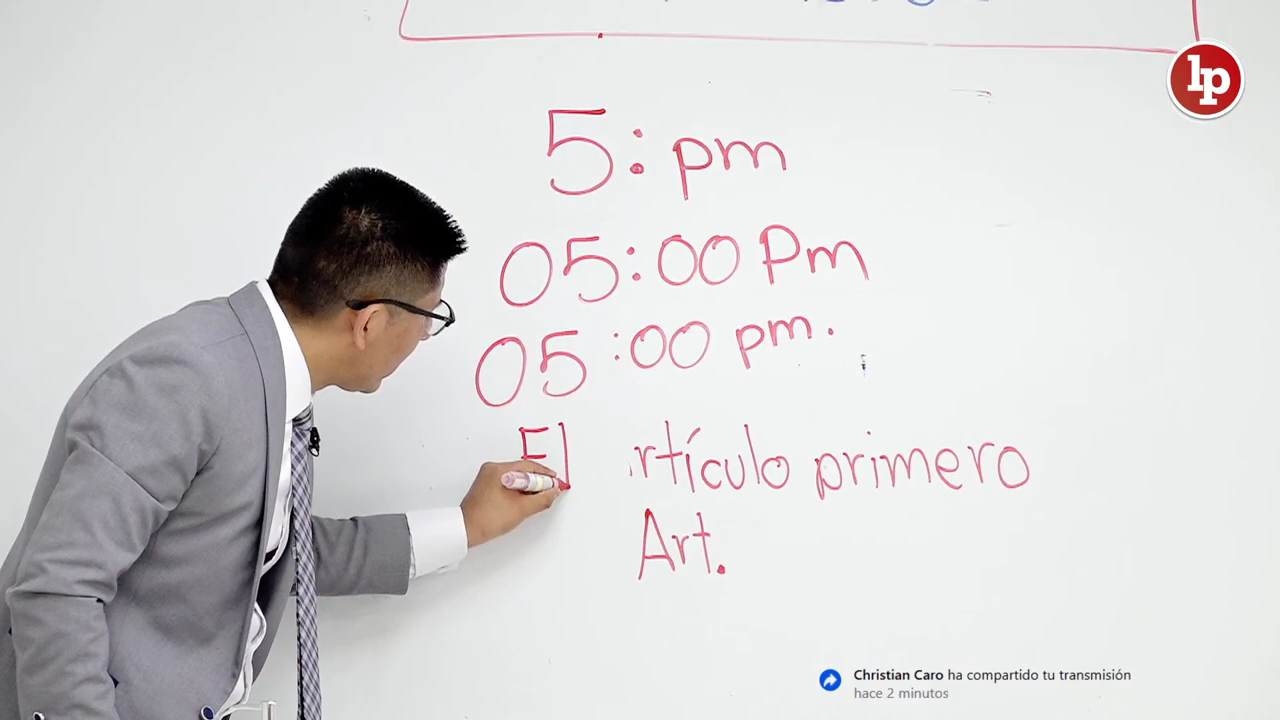 lp
5: pm
05:00 Pm
05:00 pm.
El rtículo primero
Art.
Christian Caro ha compartido tu transmisión
hace 2 minutos